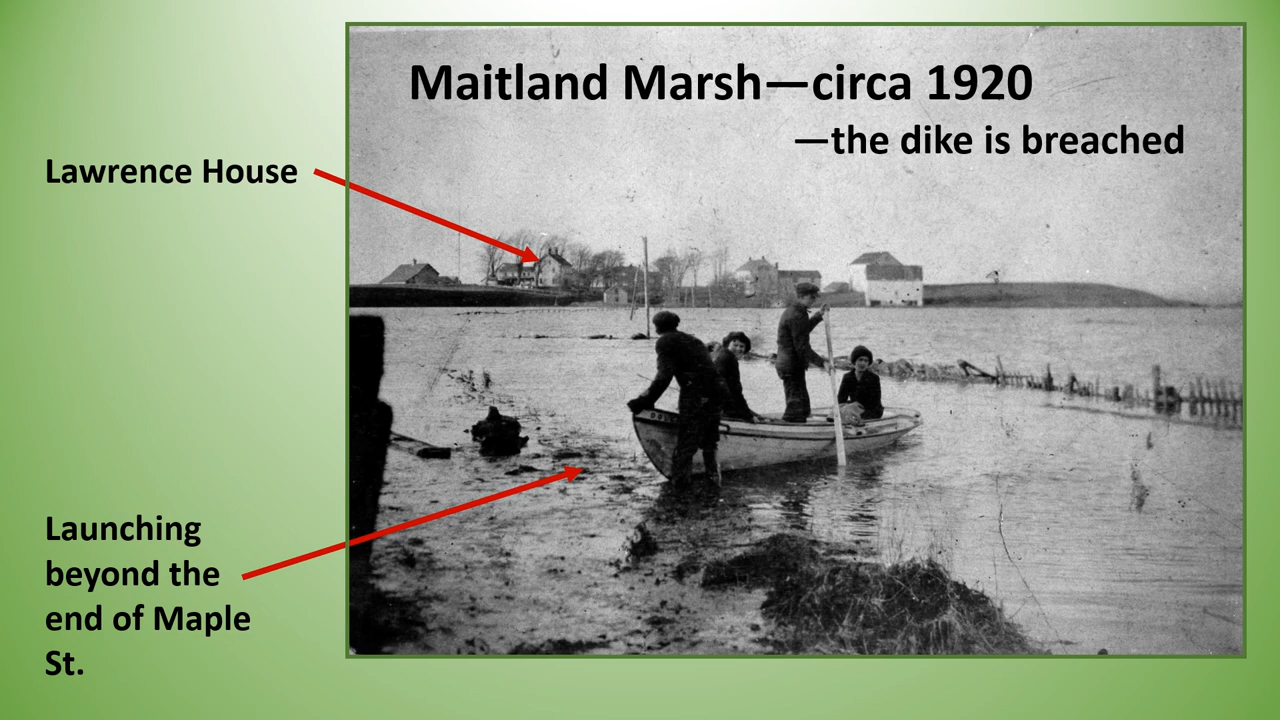 Maitland Marsh—circa 1920
—the dike is breached
Lawrence House
Launching
beyond the
end of Maple
St.